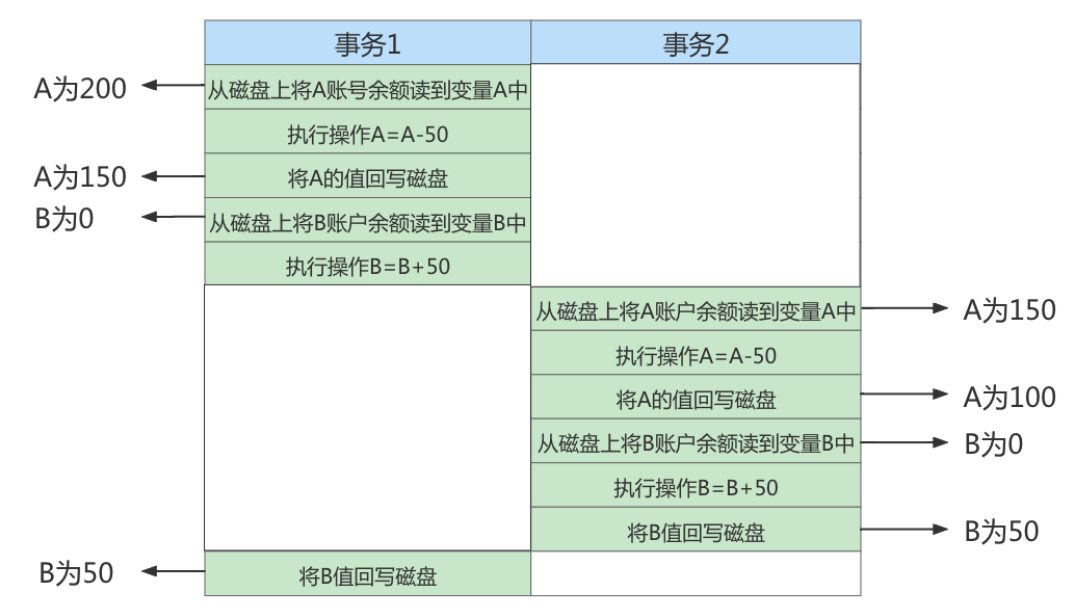 事务1 事务2
A为200 从磁盘上将A账号余额读到变量A中
执行操作A=A-50
A为150 将A的值回写磁盘
B为0 从磁盘上将B账户余额读到变量B中
执行操作B=B+50
从磁盘上将A账户余额读到变量A中 A为150
执行操作A=A-50
将A的值回写磁盘 A为100
从磁盘上将B账户余额读到变量B中 B为0
执行操作B=B+50
将B值回写磁盘 B为50
B为50 将B值回写磁盘